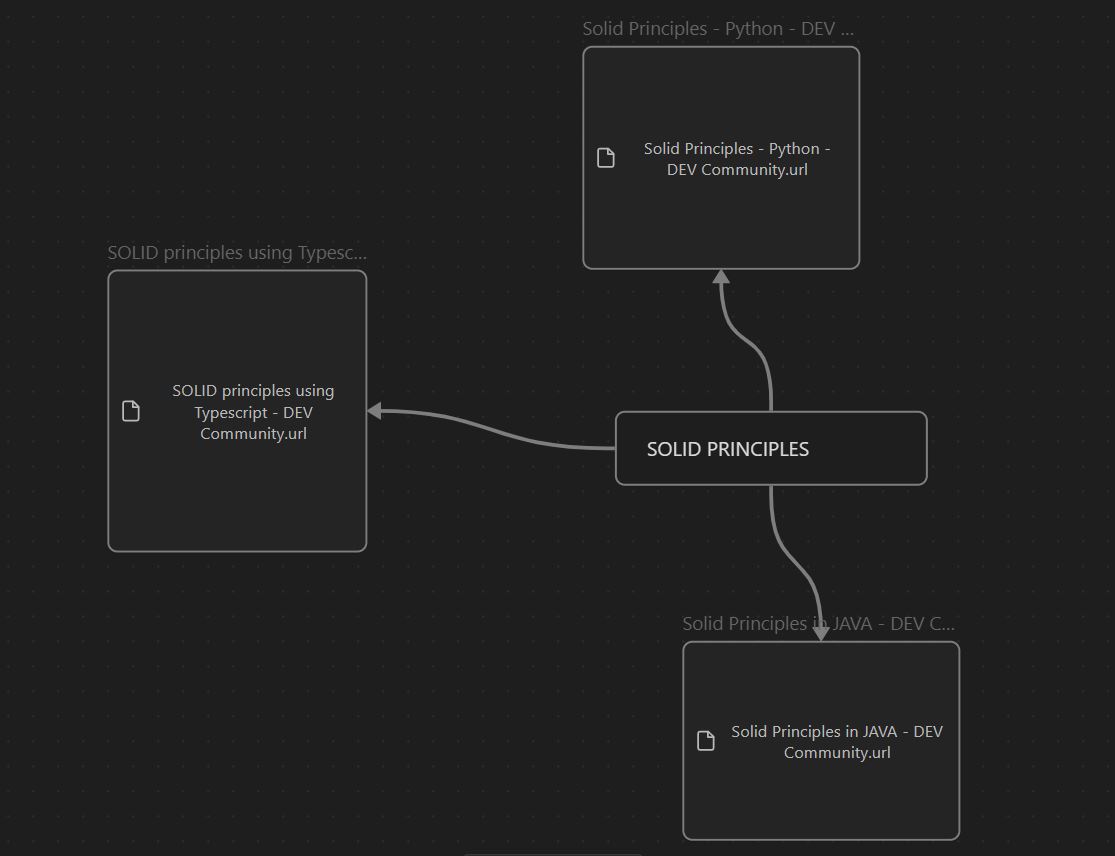 Solid Principles - Python - DEV ...
Solid Principles - Python -
DEV Community.url
SOLID principles using Typesc...
SOLID principles using
Typescript - DEV
Community.url
SOLID PRINCIPLES
Solid Principles in JAVA - DEV C...
Solid Principles in JAVA - DEV
Community.url